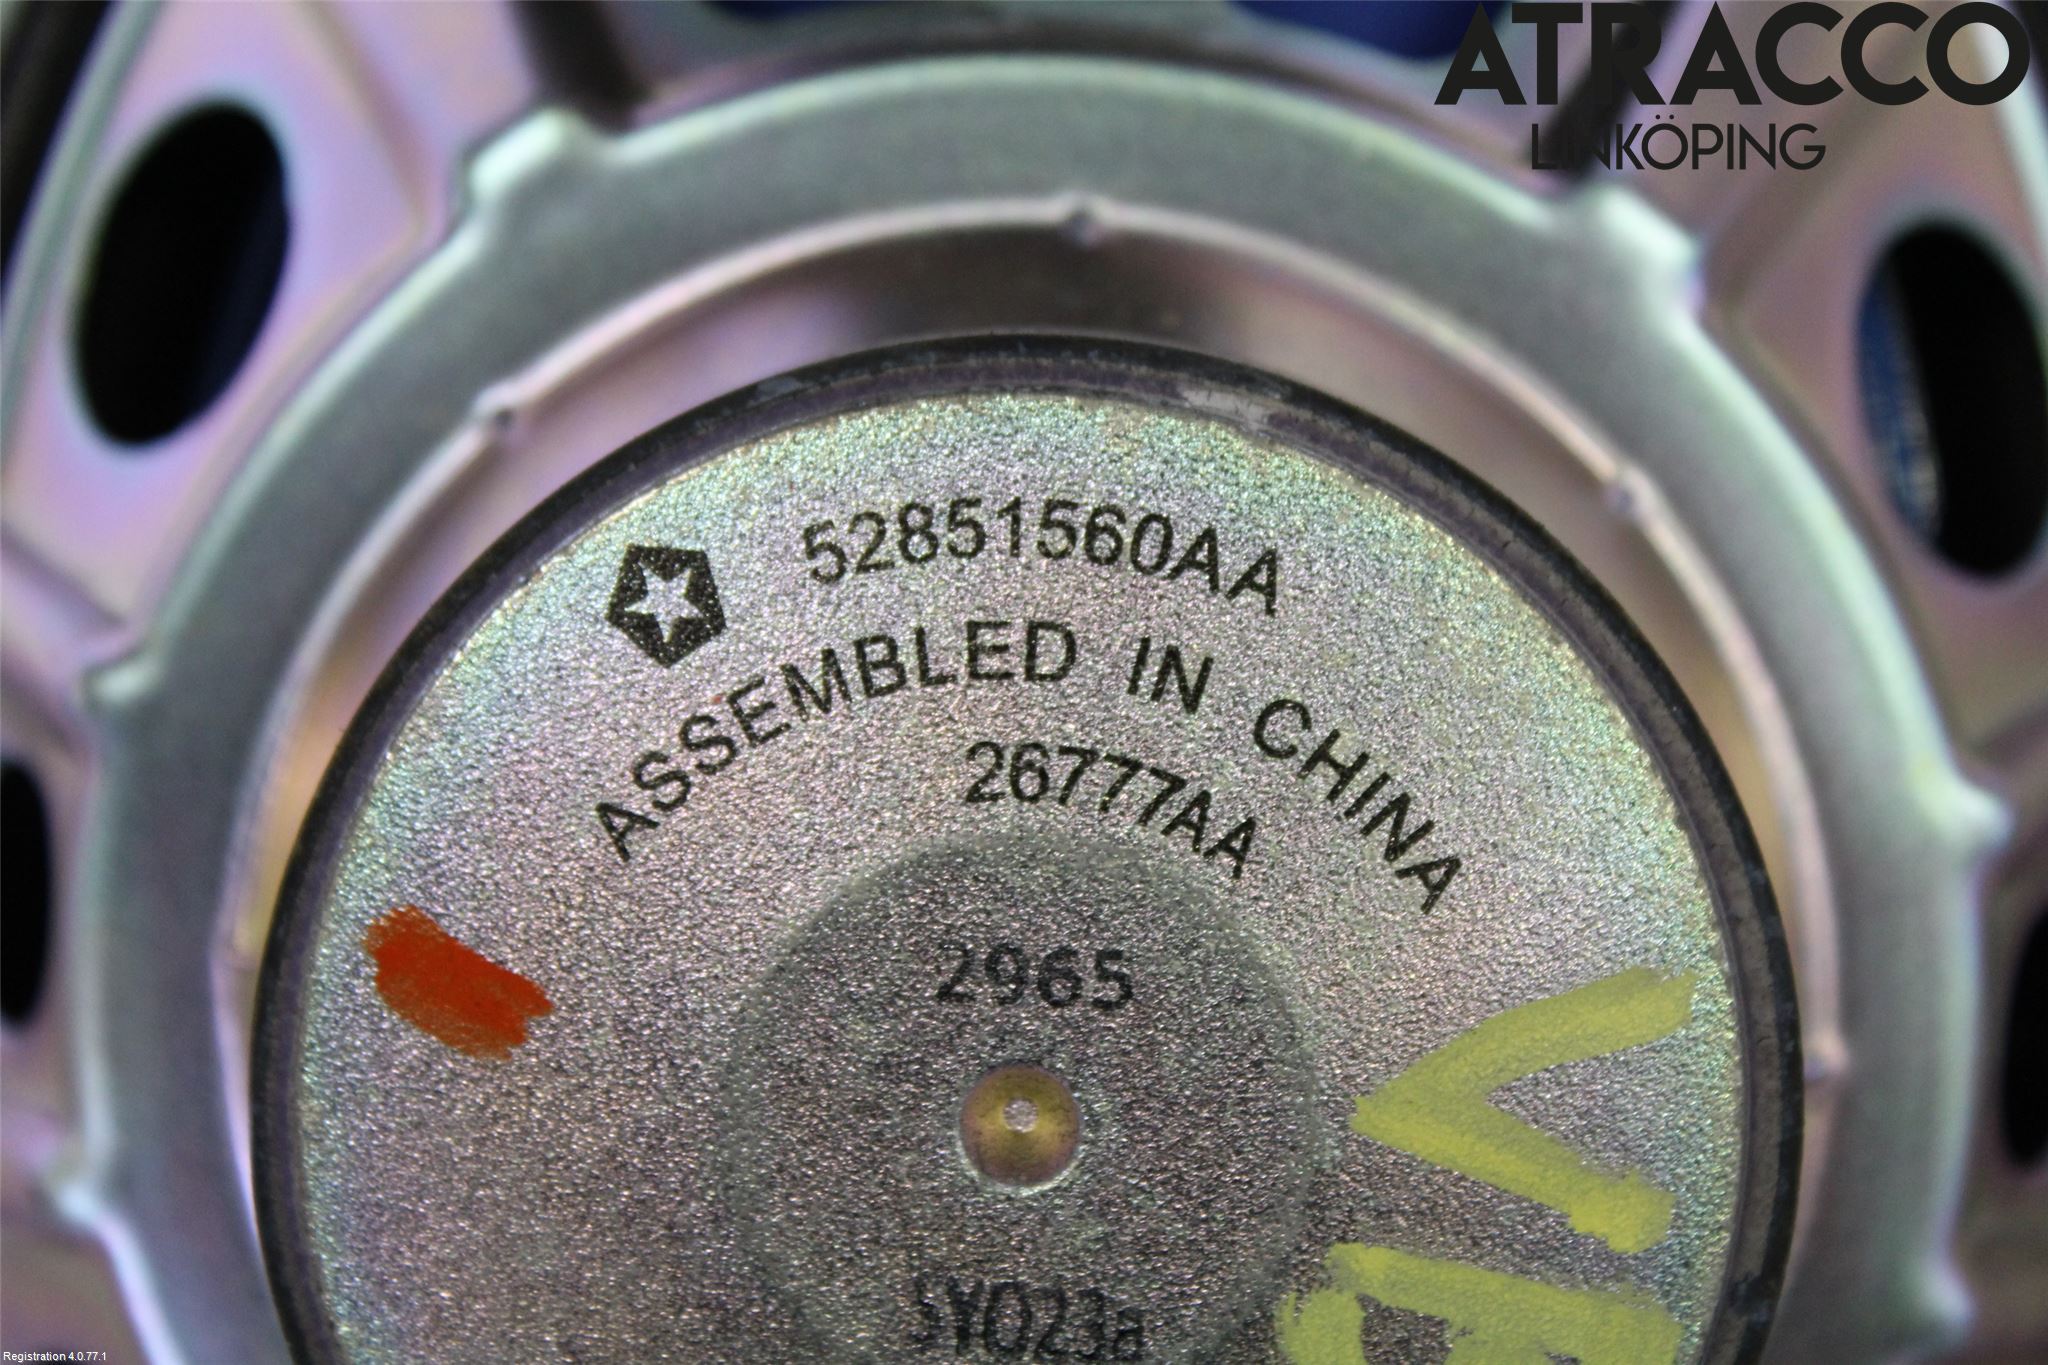 ATRACCO
LINKÖPING
52851560AA
ASSEMBLED IN CHINA
26777AA
2965
SY023a
Registration 4.0.77.1